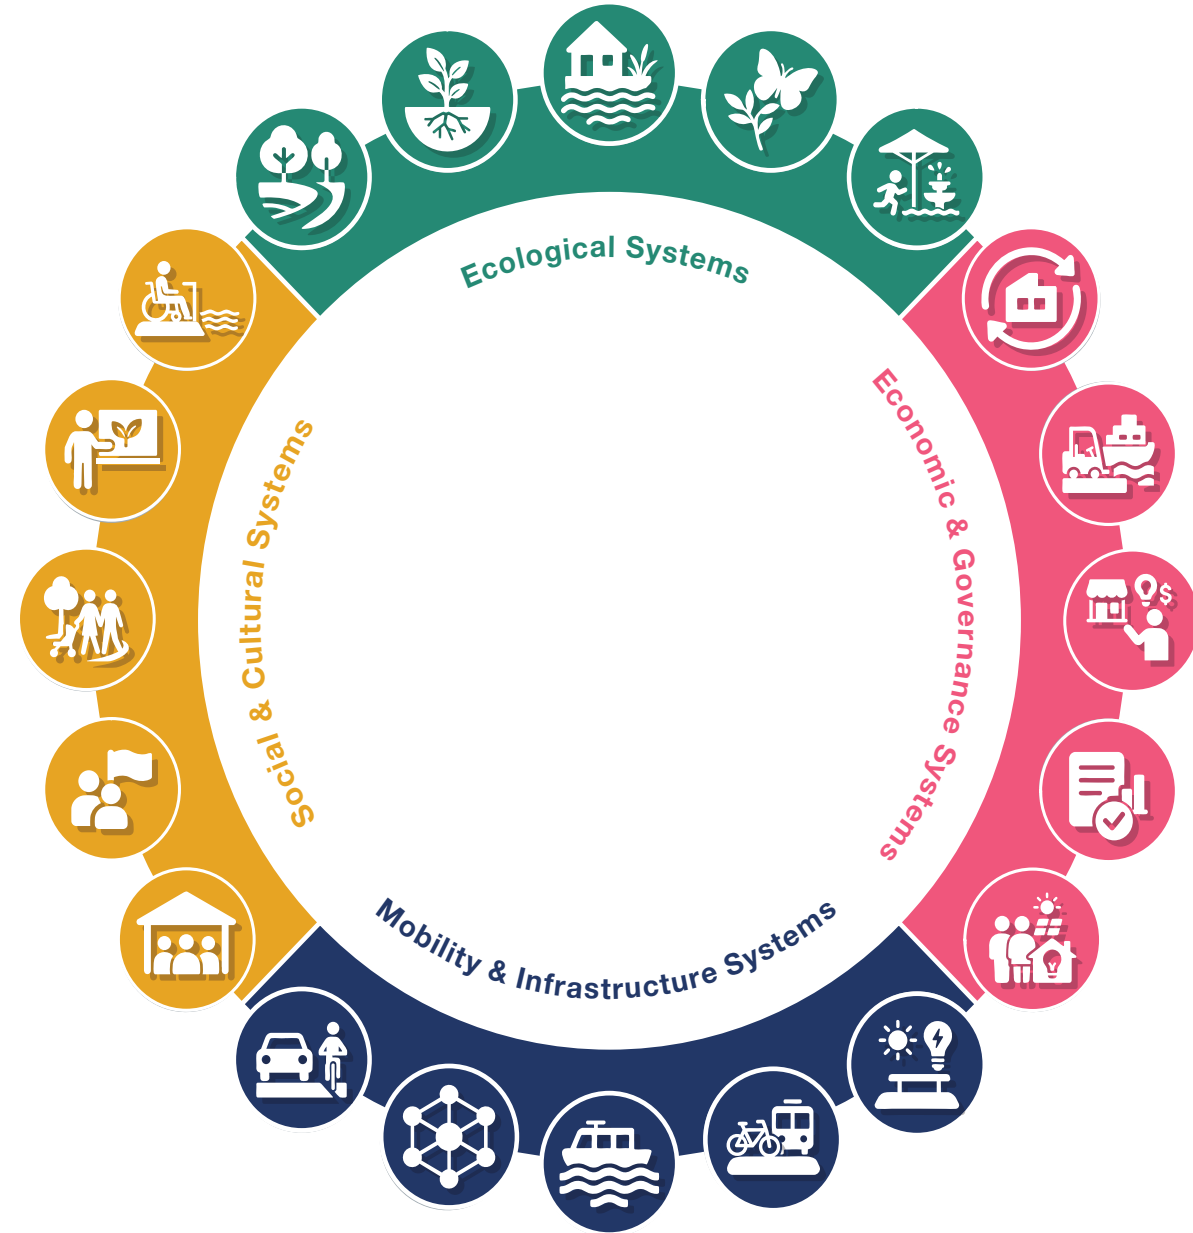 Ecological Systems
Economic & Governance Systems
Mobility & Infrastructure Systems
Social & Cultural Systems
$